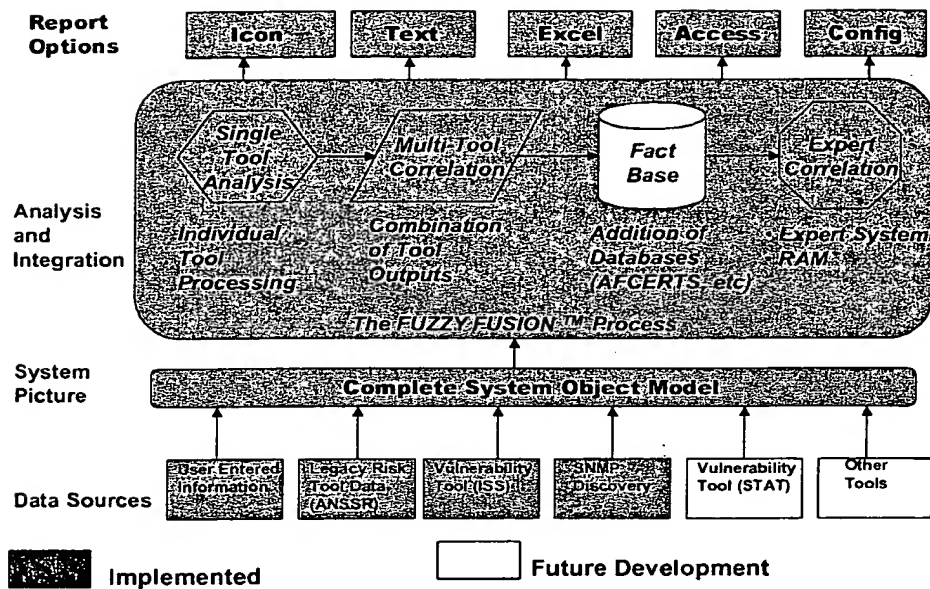 Report
Options
Icon
Text
Excel
Access
Config
Single
Tool
Analysis
Multi-Tool
Correlation
Fact
Base
Expert
Correlation
Analysis
and
Integration
Individual
Tool
Processing
Combination
of Tool
Outputs
Addition of
Databases
(AFCERTS, etc)
Expert System
RAM
The FUZZY FUSION ™ Process
System
Picture
Complete System Object Model
Data Sources
User Entered
Information
Legacy Risk
Tool Data
(ANSSR)
Vulnerability
Tool (ISS)
SNMP
Discovery
Vulnerability
Tool (STAT)
Other
Tools
Implemented
Future Development